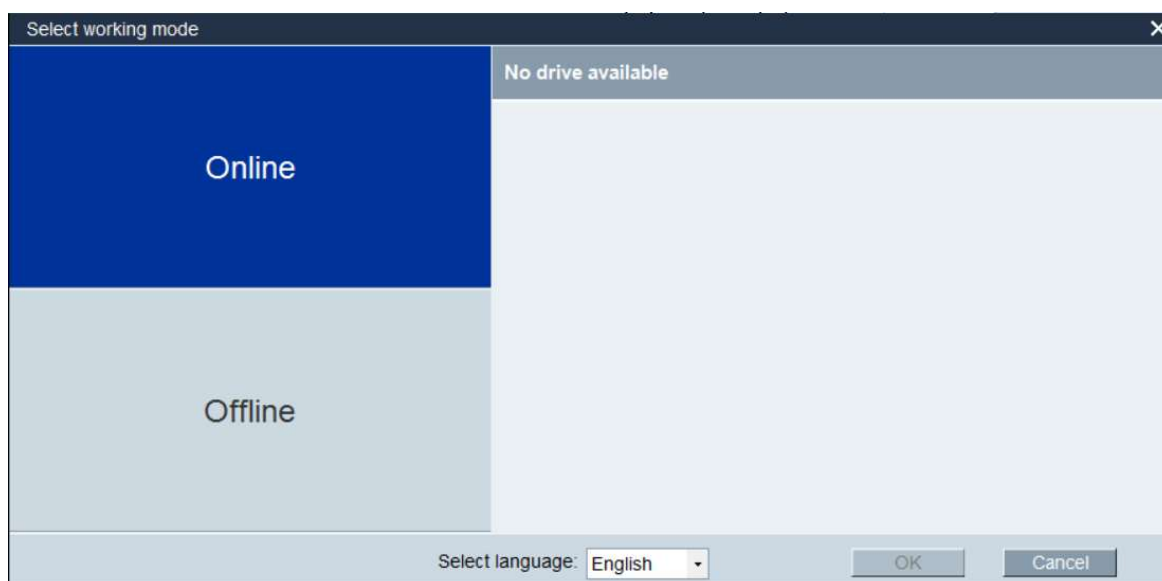 Select working mode
No drive available
Online
Offline
Select language: English
OK
Cancel